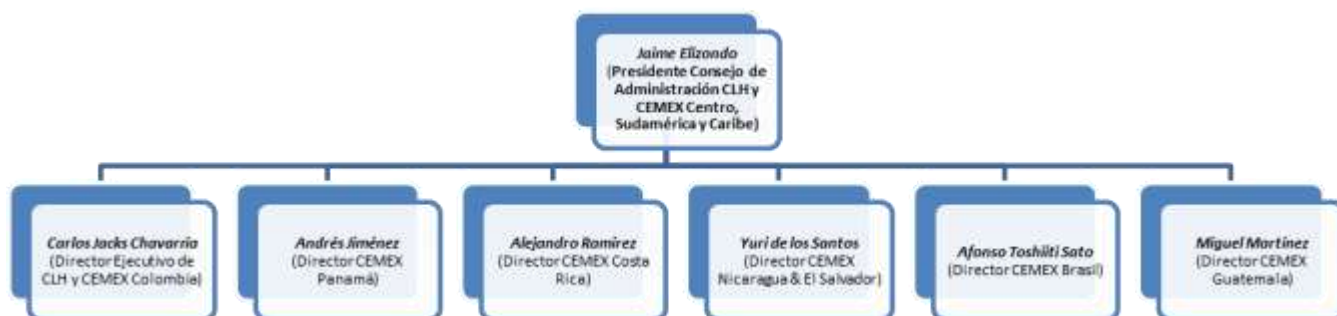 Jaime Elizondo
(Presidente Consejo de
Administración CLH y
CEMEX Centro,
Sudamérica y Caribe)
Carlos Jacks Chavarria
(Director Ejecutivo de
CLH y CEMEX Colombia)
Andrés Jiménez
(Director CEMEX
Panamá)
Alejandro Ramirez
(Director CEMEX Costa
Rica)
Yuri de los Santos
(Director CEMEX
Nicaragua & El Salvador)
Afonso Toshiiti Sato
(Director CEMEX Brasil)
Miguel Martínez
(Director CEMEX
Guatemala)